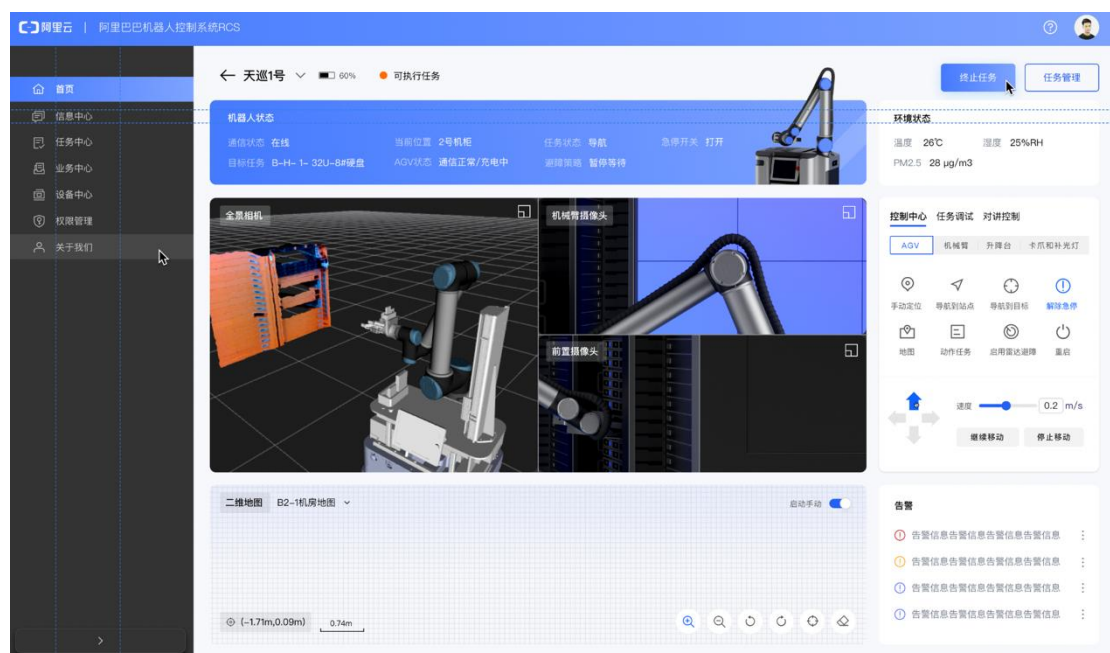 阿里云 | 阿里巴巴机器人控制系统RCS
首页
信息中心
任务中心
业务中心
设备中心
权限管理
关于我们
天巡1号 60% 可执行任务
终止任务 任务管理
机器人状态
通信状态 在线 当前位置 2号机柜 任务状态 导航 急停开关 打开
目标任务 B-H- 1- 32U-8#硬盘 AGV状态 通信正常/充电中 避障策略 暂停等待
环境状态
温度 26℃ 湿度 25%RH
PM2.5 28 μg/m3
全景相机
机械臂摄像头
前置摄像头
控制中心 任务调试 对讲控制
AGV 机械臂 升降台 卡爪和补光灯
手动定位 导航到站点 导航到目标 解除急停
地图 动作任务 启用雷达避障 重启
速度 0.2 m/s
继续移动 停止移动
二维地图 B2-1机房地图 启动手动
(-1.71m,0.09m) 0.74m
告警
告警信息告警信息告警信息告警信息
告警信息告警信息告警信息告警信息
告警信息告警信息告警信息告警信息
告警信息告警信息告警信息告警信息